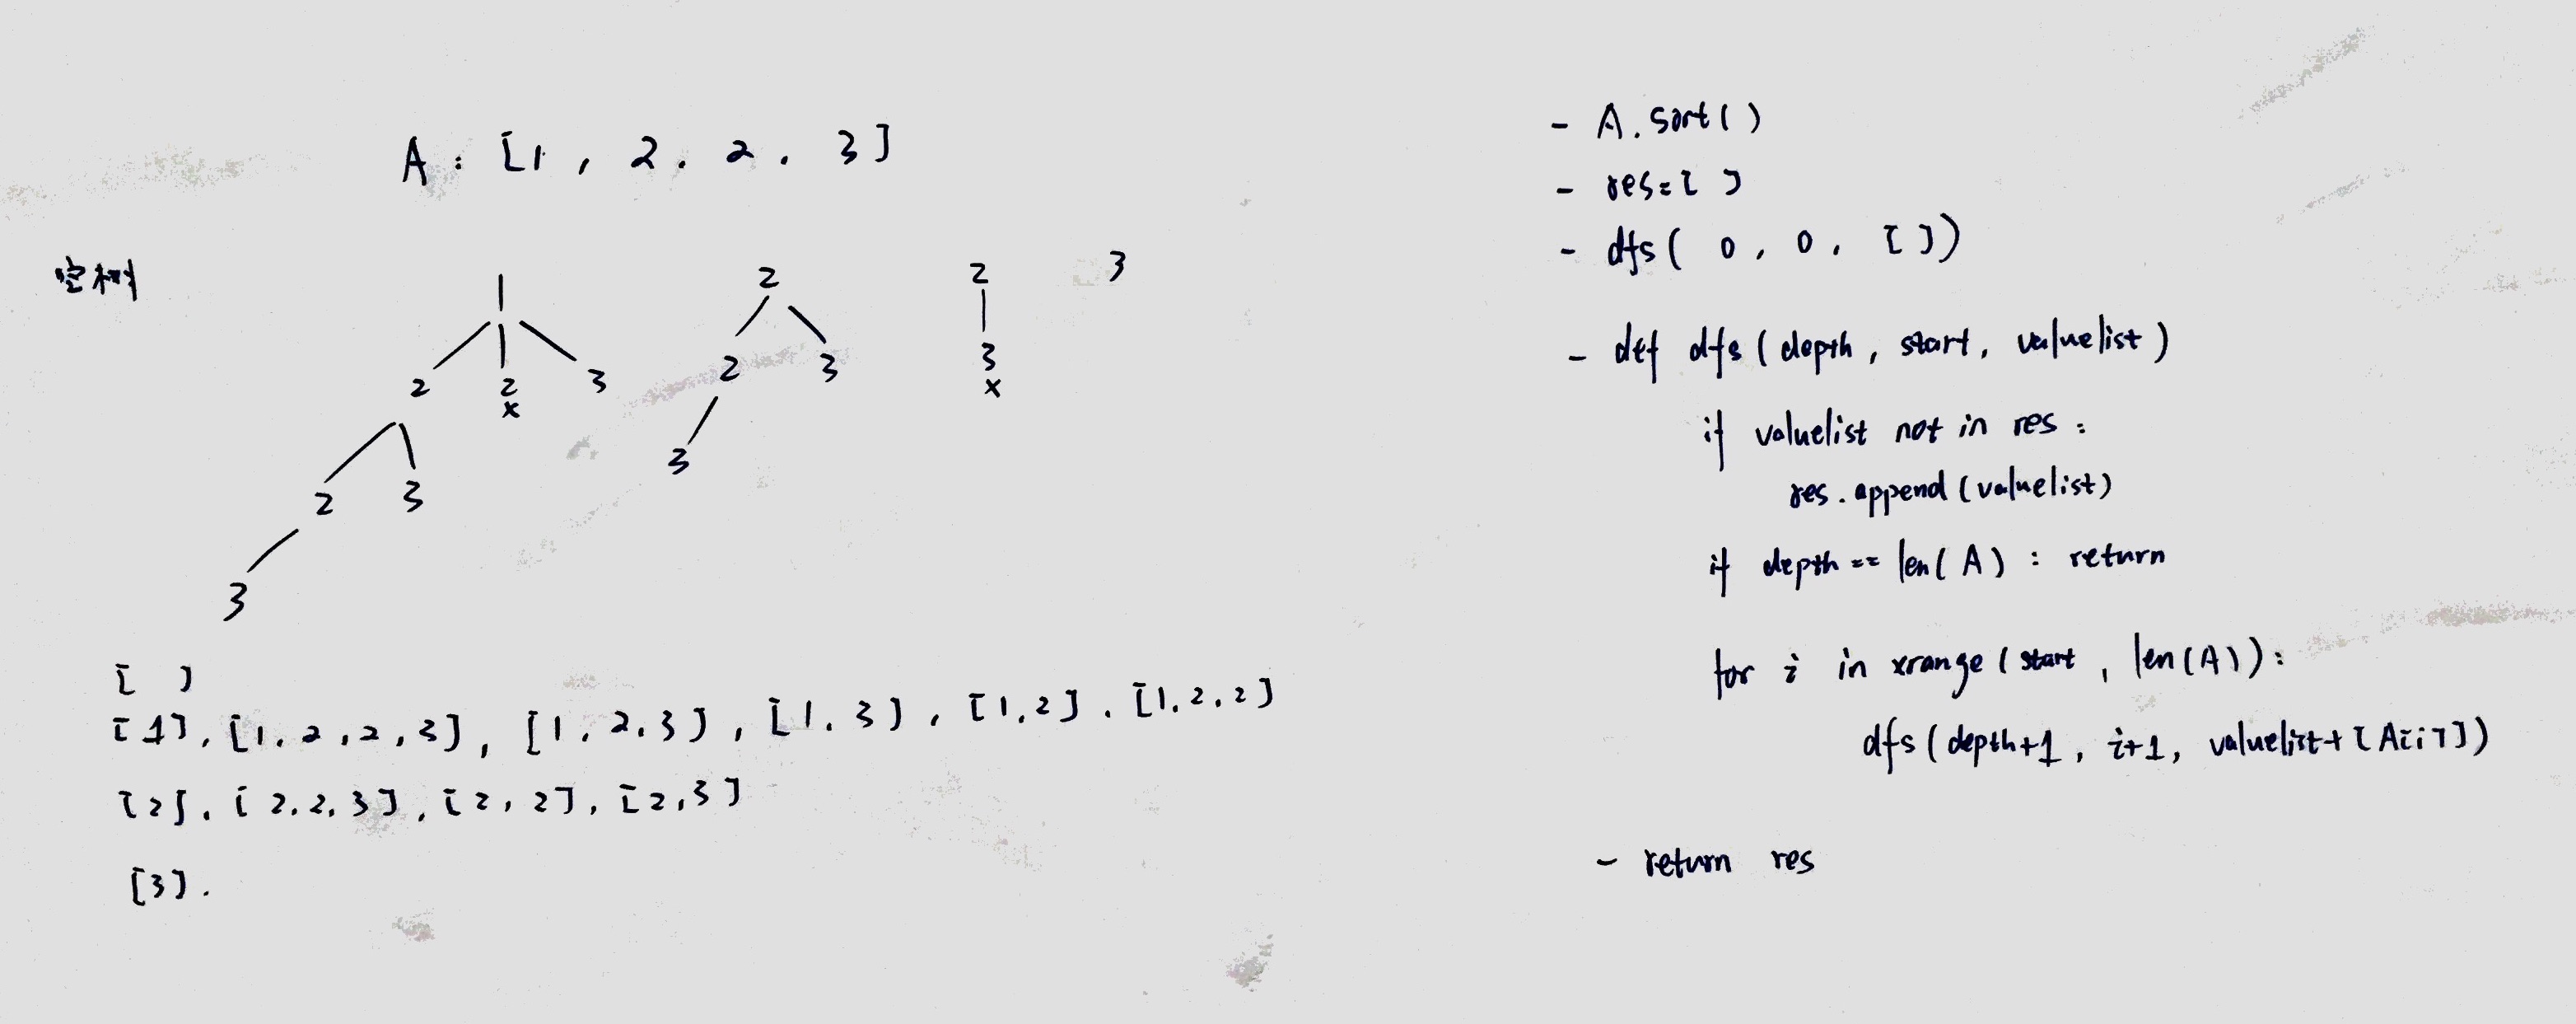 A : [1 , 2 . 2 . 3]
空树
1 2 2 3
2 2 x 3 2 3 3 x
3
2 3
3
[ ]
[1], [1, 2, 2, 3], [1, 2, 3], [1, 3], [1,2], [1, 2, 2]
[2], [2, 2, 3], [2, 2], [2,3]
[3].
- A.sort()
- res=[ ]
- dfs( 0 , 0 , [ ])
- def dfs(depth, start, valuelist)
if valuelist not in res :
res.append(valuelist)
if depth == len(A) : return
for i in xrange(start , len(A)):
dfs(depth+1, i+1, valuelist+[A[i]])
- return res